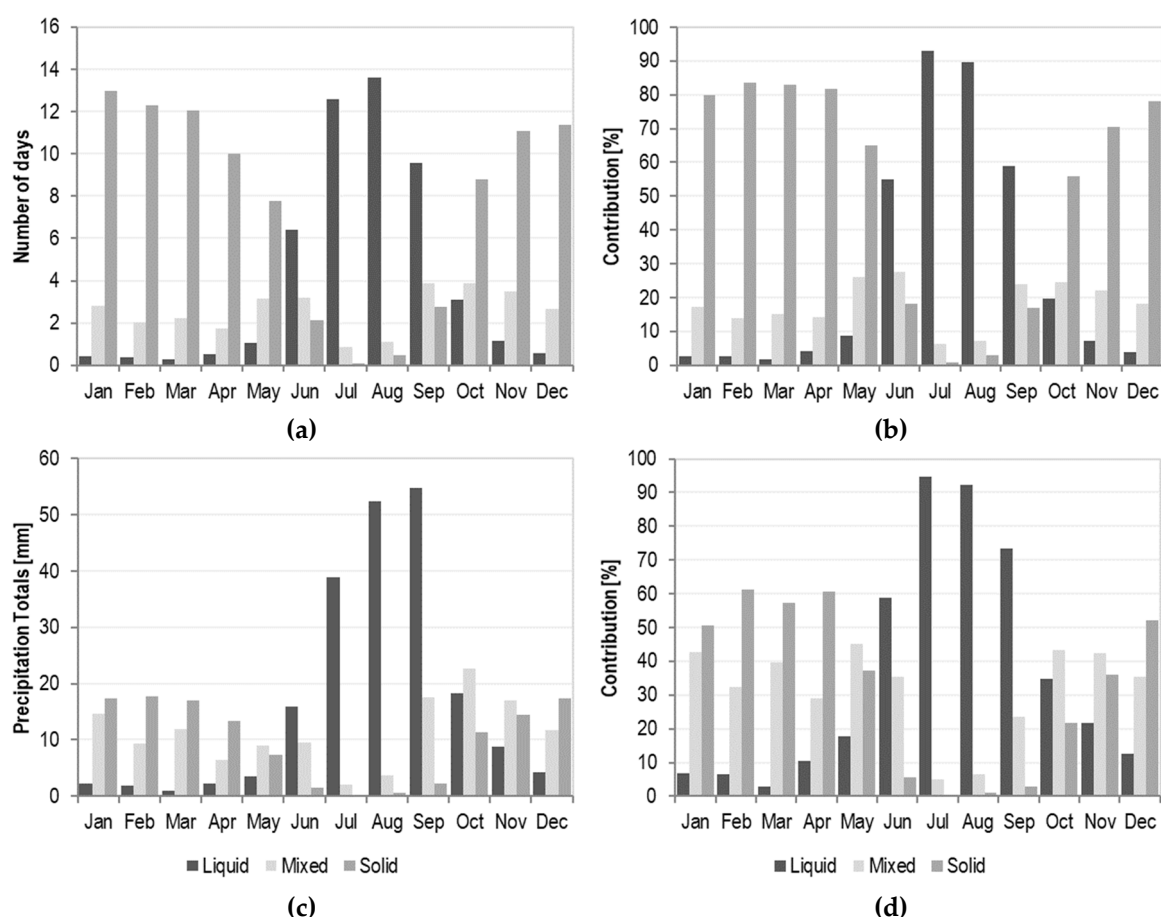 Number of days
16
14
12
10
8
6
4
2
0
Jan Feb Mar Apr May Jun Jul Aug Sep Oct Nov Dec
(a)
Contribution [%]
100
90
80
70
60
50
40
30
20
10
0
Jan Feb Mar Apr May Jun Jul Aug Sep Oct Nov Dec
(b)
Precipitation Totals [mm]
60
50
40
30
20
10
0
Jan Feb Mar Apr May Jun Jul Aug Sep Oct Nov Dec
Liquid Mixed Solid
(c)
Contribution [%]
100
90
80
70
60
50
40
30
20
10
0
Jan Feb Mar Apr May Jun Jul Aug Sep Oct Nov Dec
Liquid Mixed Solid
(d)